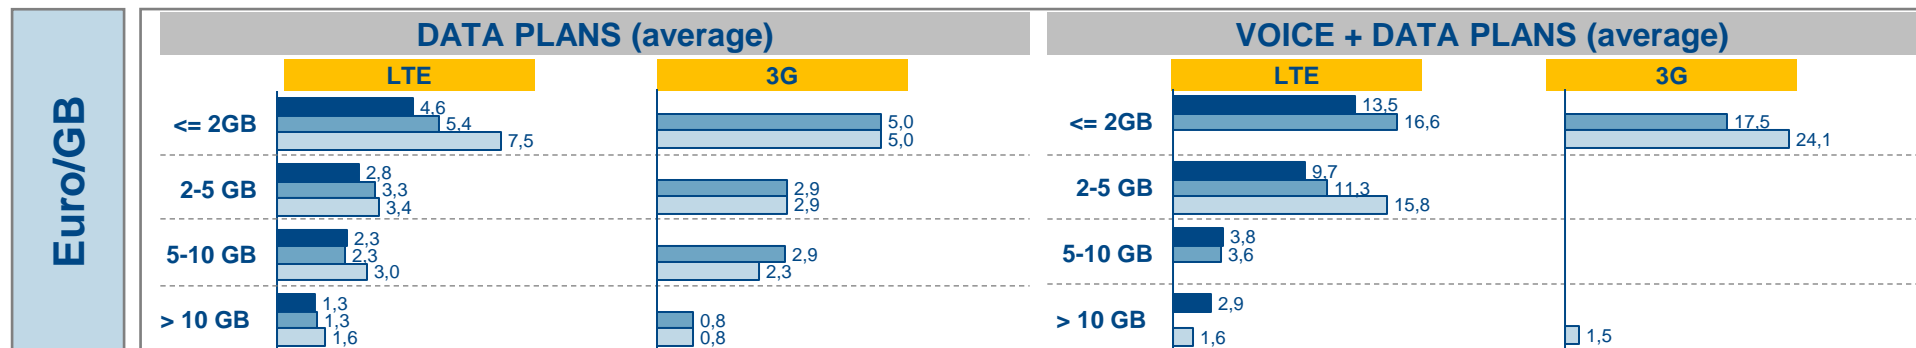 Euro/GB
DATA PLANS (average)
VOICE + DATA PLANS (average)
LTE
3G
LTE
3G
<= 2GB
4,6
5,4
7,5
5,0
5,0
<= 2GB
13,5
16,6
17,5
24,1
2-5 GB
2,8
3,3
3,4
2,9
2,9
2-5 GB
9,7
11,3
15,8
5-10 GB
2,3
2,3
3,0
2,9
2,3
5-10 GB
3,8
3,6
> 10 GB
1,3
1,3
1,6
0,8
0,8
> 10 GB
2,9
1,6
1,5